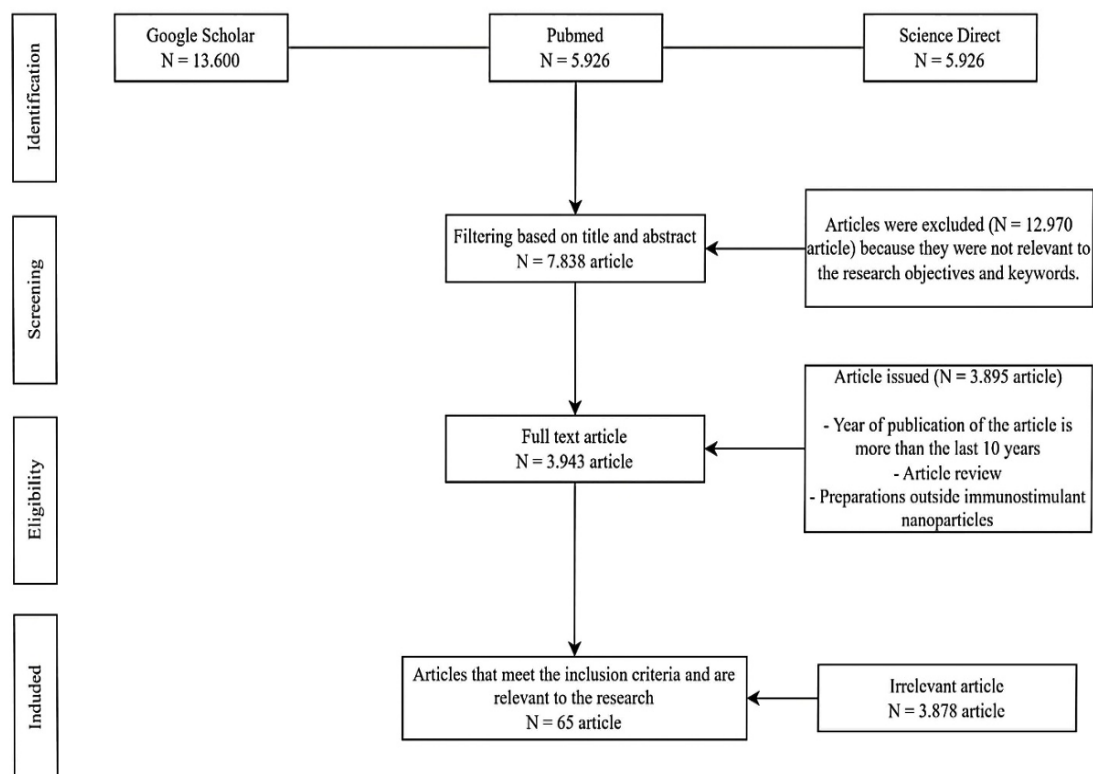 Identification
Google Scholar
N = 13.600
Pubmed
N = 5.926
Science Direct
N = 5.926
Screening
Filtering based on title and abstract
N = 7.838 article
Articles were excluded (N = 12.970
article) because they were not relevant to
the research objectives and keywords.
Eligibility
Full text article
N = 3.943 article
Article issued (N = 3.895 article)
- Year of publication of the article is
more than the last 10 years
- Article review
- Preparations outside immunostimulant
nanoparticles
Included
Articles that meet the inclusion criteria and are
relevant to the research
N = 65 article
Irrelevant article
N = 3.878 article